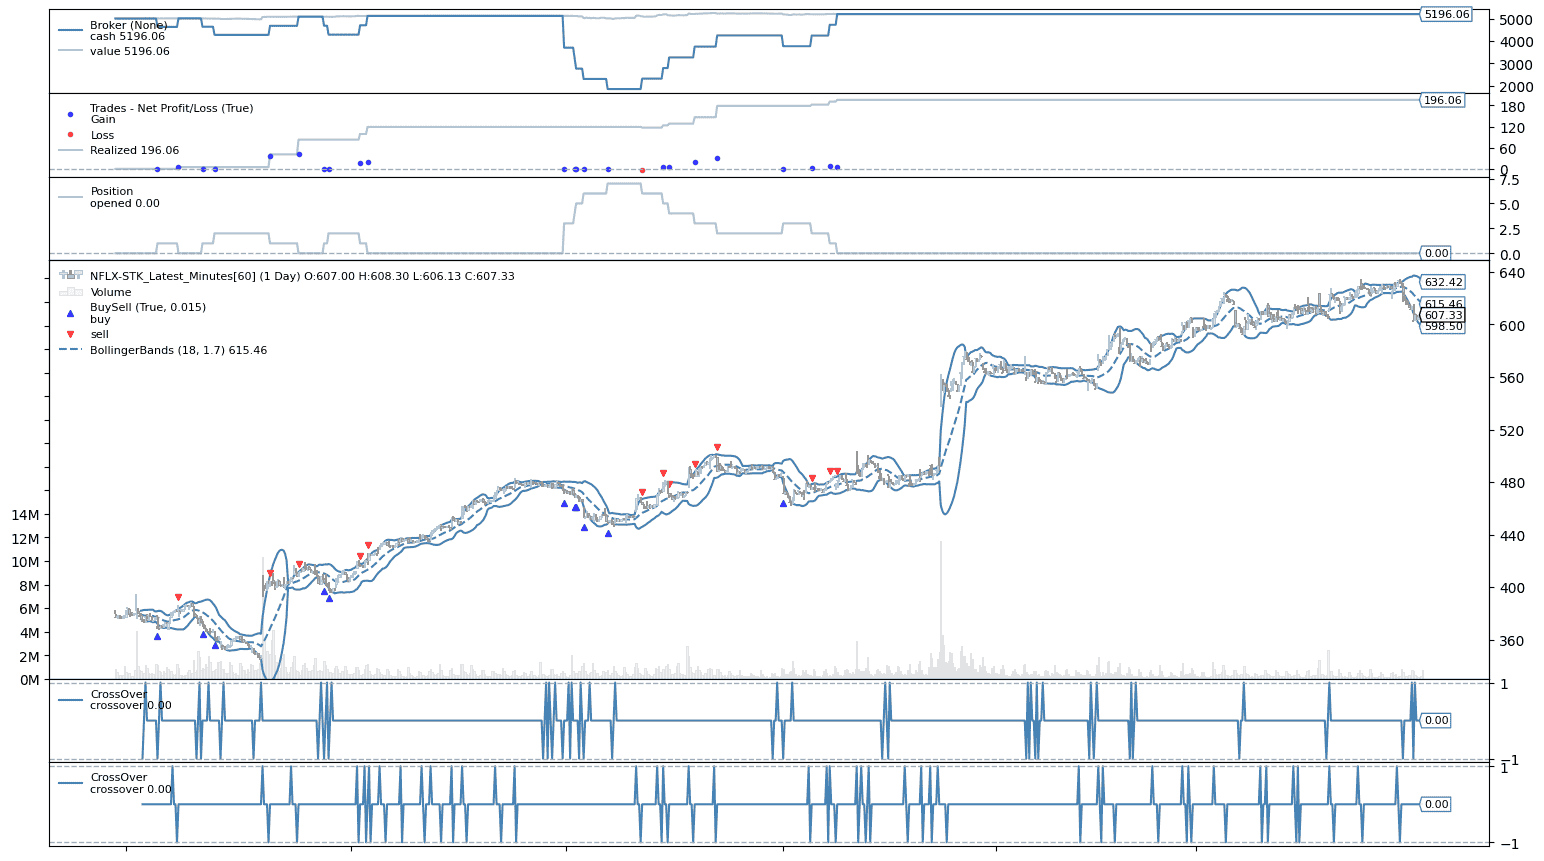 Broker (None)
cash 5196.06
value 5196.06
5196.06
5000
4000
3000
2000
Trades - Net Profit/Loss (True)
Gain
Loss
Realized 196.06
196.06
180
120
60
0
Position
opened 0.00
7.5
5.0
2.5
0.0
0.00
NFLX-STK_Latest_Minutes[60] (1 Day) O:607.00 H:608.30 L:606.13 C:607.33
Volume
BuySell (True, 0.015)
buy
sell
BollingerBands (18, 1.7) 615.46
640
632.42
615.46
607.33
598.50
600
560
520
480
440
400
360
14M
12M
10M
8M
6M
4M
2M
0M
CrossOver
crossover 0.00
1
0.00
−1
CrossOver
crossover 0.00
1
0.00
−1